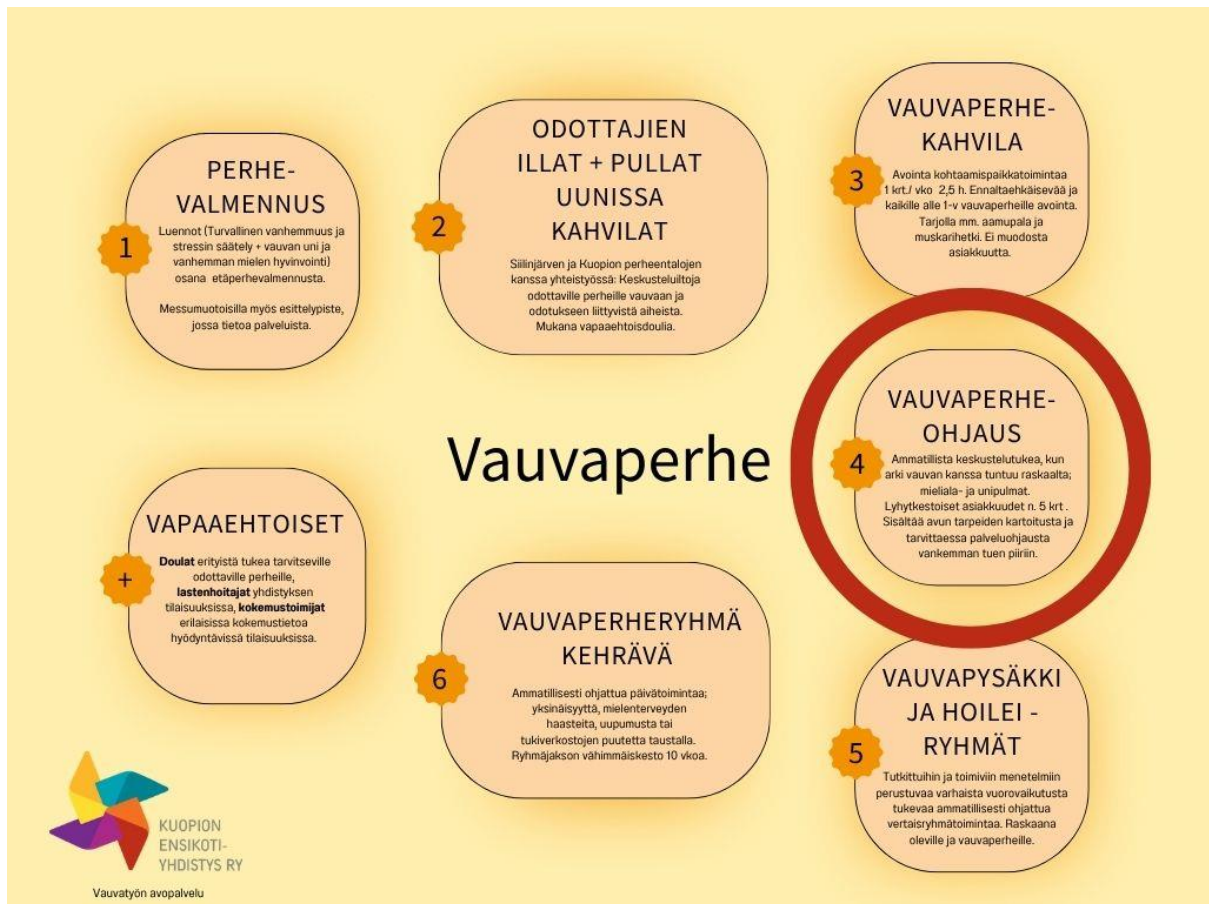 1
PERHE-
VALMENNUS
Luennot (Turvallinen vanhemmuus ja
stressin säätely + vauvan uni ja
vanhemman mielen hyvinvointi)
osana etäperhevalmennusta.
Messumuotoisilla myös esittelypiste,
jossa tietoa palveluista.
2
ODOTTAJIEN
ILLAT + PULLAT
UUNISSA
KAHVILAT
Siilinjärven ja Kuopion perheentalojen
kanssa yhteistyössä: Keskusteluiltoja
odottaville perheille vauvaan ja
odotukseen liittyvistä aiheista.
Mukana vapaaehtoisdoulia.
3
VAUVAPERHE-
KAHVILA
Avointa kohtaamispaikkatoimintaa
1 krt./ vko 2,5 h. Ennaltaehkäisevää ja
kaikille alle 1-v vauvaperheille avointa.
Tarjolla mm. aamupala ja
muskarihetki. Ei muodosta
asiakkuutta.
Vauvaperhe
4
VAUVAPERHE-
OHJAUS
Ammatillista keskustelutukea, kun
arki vauvan kanssa tuntuu raskaalta;
mieliala- ja unipulmat.
Lyhytkestoiset asiakkuudet n. 5 krt .
Sisältää avun tarpeiden kartoitusta ja
tarvittaessa palveluohjausta
vankemman tuen piiriin.
5
VAUVAPYSÄKKI
JA HOILEI -
RYHMÄT
Tutkittuihin ja toimiviin menetelmiin
perustuvaa varhaista vuorovaikutusta
tukevaa ammatillisesti ohjattua
vertaisryhmätoimintaa. Raskaana
oleville ja vauvaperheille.
6
VAUVAPERHERYHMÄ
KEHRÄVÄ
Ammatillisesti ohjattua päivätoimintaa;
yksinäisyyttä, mielenterveyden
haasteita, uupumusta tai
tukiverkostojen puutetta taustalla.
Ryhmäjakson vähimmäiskesto 10 vkoa.
+
VAPAAEHTOISET
Doulat erityistä tukea tarvitseville
odottaville perheille,
lastenhoitajat yhdistyksen
tilaisuuksissa, kokemustoimijat
erilaisissa kokemustietoa
hyödyntävissä tilaisuuksissa.
KUOPION
ENSIKOTI-
YHDISTYS RY
Vauvatyön avopalvelu